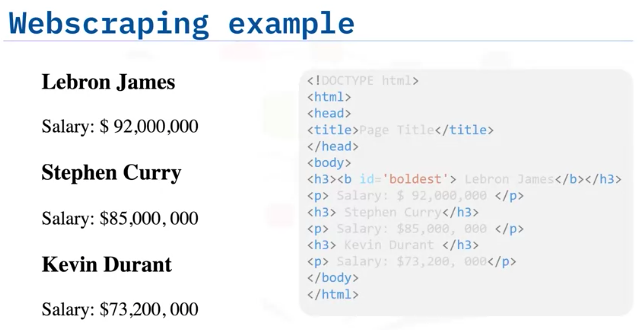 Webscraping example
Lebron James
Salary: $ 92,000,000
Stephen Curry
Salary: $85,000, 000
Kevin Durant
Salary: $73,200, 000
<!DOCTYPE html>
<html>
<head>
<title>Page Title</title>
</head>
<body>
<h3><b id='boldest'> Lebron James</b></h3>
<p> Salary: $ 92,000,000 </p>
<h3> Stephen Curry</h3>
<p> Salary: $85,000, 000 </p>
<h3> Kevin Durant </h3>
<p> Salary: $73,200, 000</p>
</body>
</html>